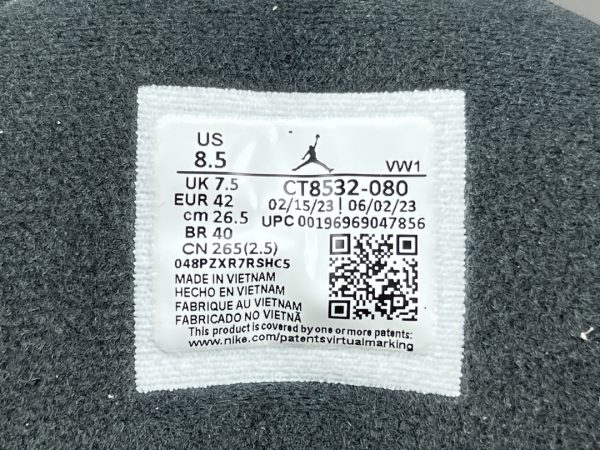 US
8.5
VW1
UK 7.5 CT8532-080
EUR 42 02/15/23 | 06/02/23
cm 26.5 UPC 00196969047856
BR 40
CN 265(2.5)
048PZXR7RSHC5
MADE IN VIETNAM
HECHO EN VIETNAM
FABRIQUE AU VIETNAM
FABRICADO NO VIETNÃ
This product is covered by one or more patents:
www.nike.com/patentsvirtualmarking